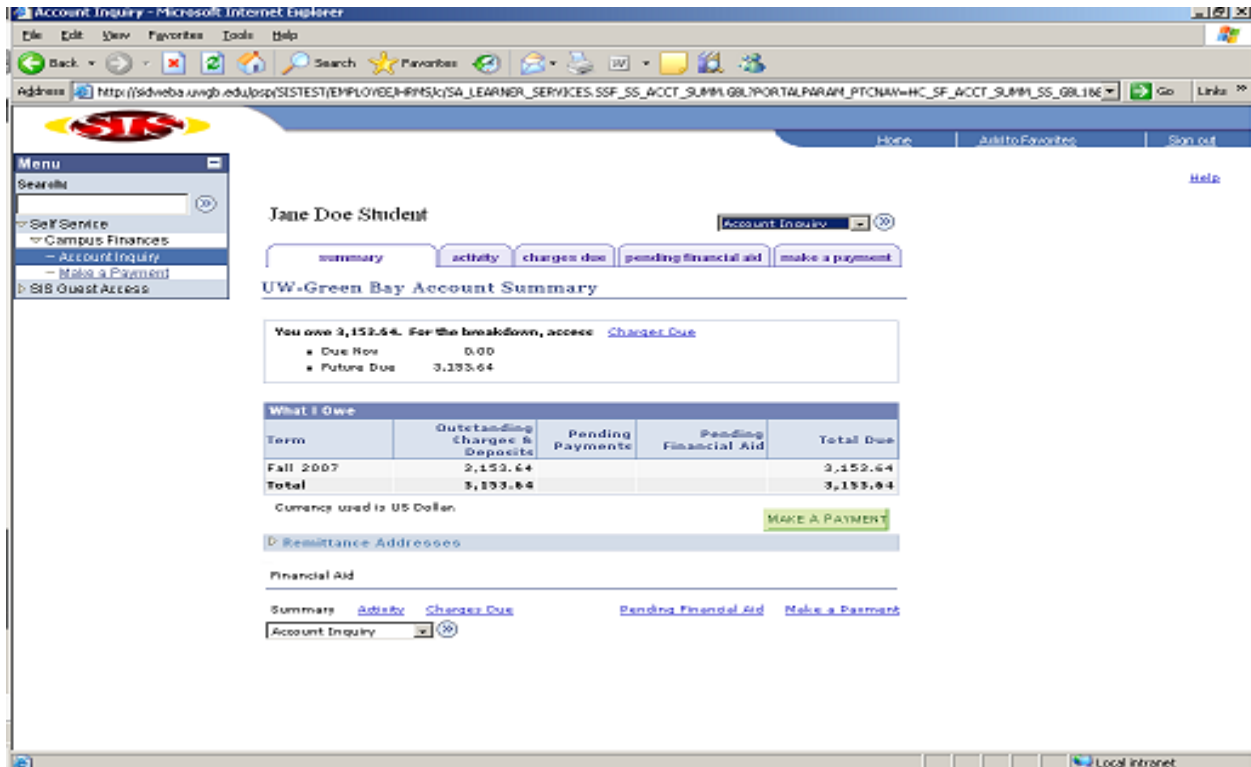 Account Inquiry - Microsoft Internet Explorer
File Edit View Favorites Tools Help
Back Search Favorites
Address http://sidweba.uwgb.edu/psp/SISTEST/EMPLOYEE/HRMS/c/SA_LEARNER_SERVICES.SSF_SS_ACCT_SUMM.GBL?PORTALPARAM_PTCNAV=HC_SF_ACCT_SUMM_SS_GBL18 Go Links »
SIS
Home Add to Favorites Sign out
Menu
Help
Search:
Jane Doe Student
Account Inquiry
Self Service
Campus Finances
Account Inquiry
Make a Payment
SIS Guest Access
summary activity charges due pending financial aid make a payment
UW-Green Bay Account Summary
You owe 3,153.64. For the breakdown, access Charges Due
Due Now 0.00
Future Due 3,153.64
What I Owe
Term Outstanding Charges & Deposits Pending Payments Pending Financial Aid Total Due
Fall 2007 3,153.64 3,153.64
Total 3,153.64 3,153.64
Currency used is US Dollar.
MAKE A PAYMENT
Remittance Addresses
Financial Aid
Summary Activity Charges Due Pending Financial Aid Make a Payment
Account Inquiry
Local intranet